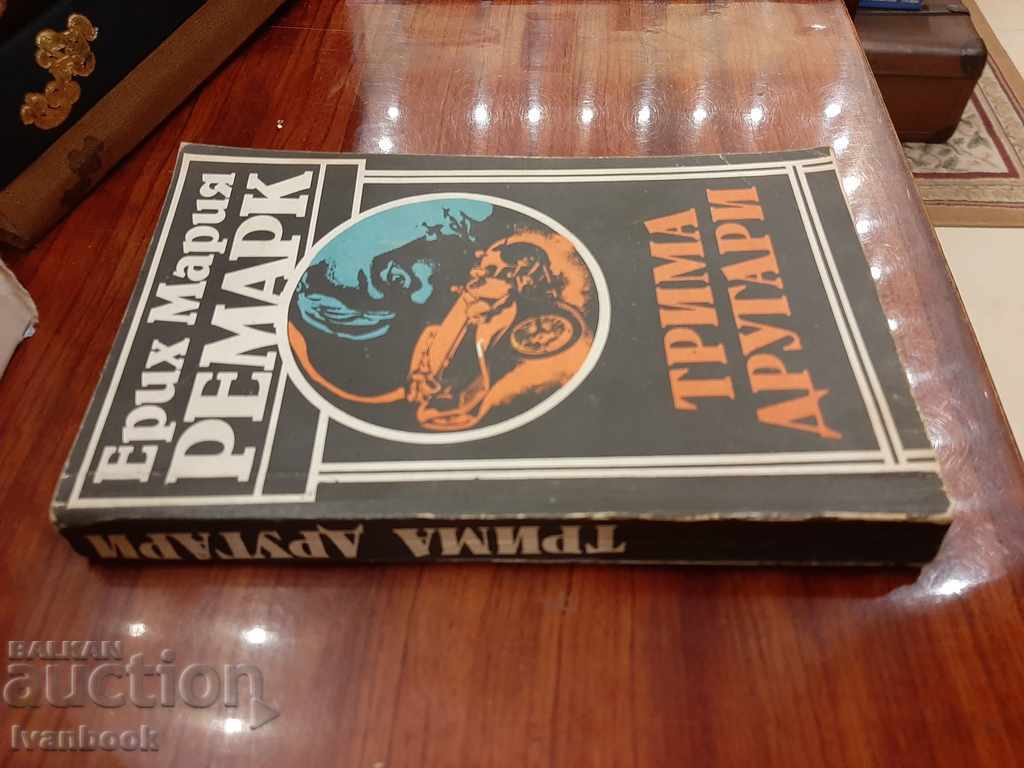 Ерих Мария
РЕМАРК
ТРИМА
ДРУГАРИ
ТРИМА ДРУГАРИ
BALKAN
auction
Ivanbook